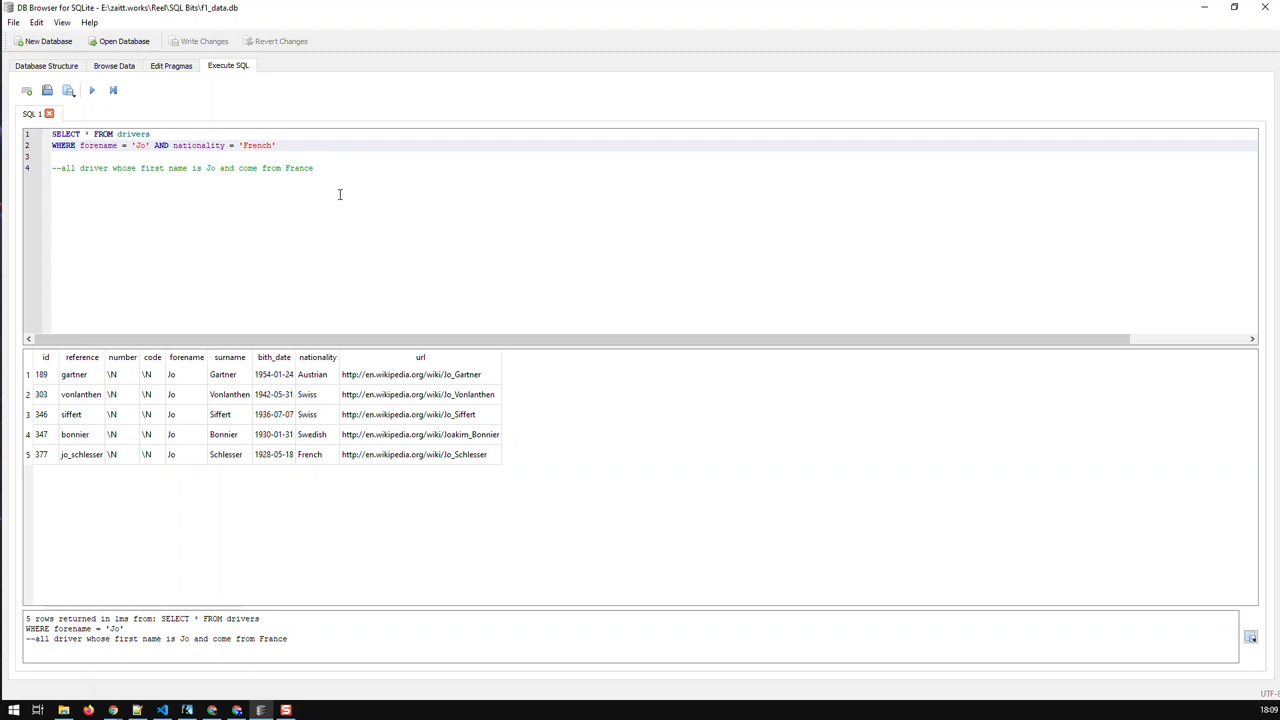 DB Browser for SQLite - E:\zaitt.works\Reel\SQL Bits\f1_data.db
File Edit View Help
New Database Open Database Write Changes Revert Changes
Database Structure Browse Data Edit Pragmas Execute SQL
SQL 1
1 SELECT * FROM drivers
2 WHERE forename = 'Jo' AND nationality = 'French'
3
4 --all driver whose first name is Jo and come from France
id reference number code forename surname bith_date nationality url
1 189 gartner \N \N Jo Gartner 1954-01-24 Austrian http://en.wikipedia.org/wiki/Jo_Gartner
2 303 vonlanthen \N \N Jo Vonlanthen 1942-05-31 Swiss http://en.wikipedia.org/wiki/Jo_Vonlanthen
3 346 siffert \N \N Jo Siffert 1936-07-07 Swiss http://en.wikipedia.org/wiki/Jo_Siffert
4 347 bonnier \N \N Jo Bonnier 1930-01-31 Swedish http://en.wikipedia.org/wiki/Joakim_Bonnier
5 377 jo_schlesser \N \N Jo Schlesser 1928-05-18 French http://en.wikipedia.org/wiki/Jo_Schlesser
5 rows returned in 1ms from: SELECT * FROM drivers
WHERE forename = 'Jo'
--all driver whose first name is Jo and come from France
UTF-8
18:09